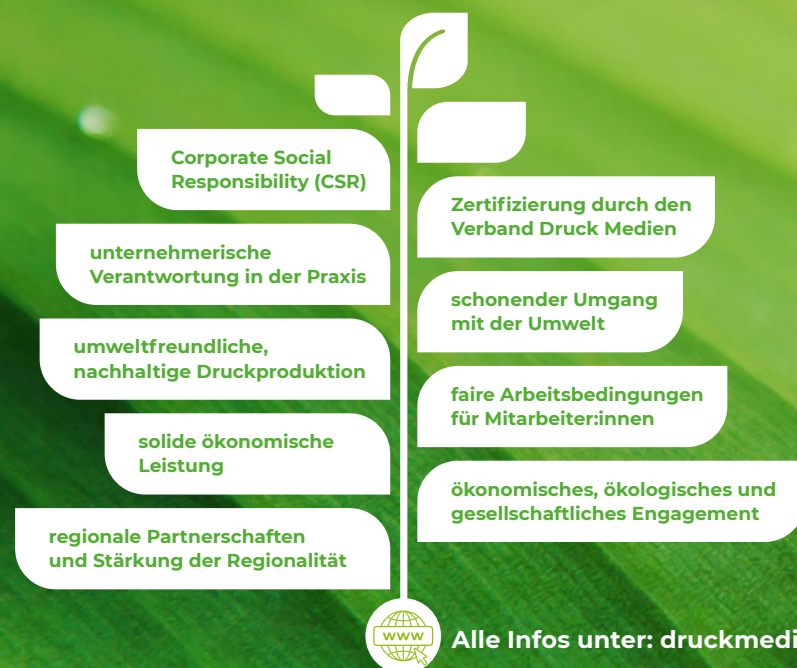 Corporate Social
Responsibility (CSR)
Zertifizierung durch den
Verband Druck Medien
unternehmerische
Verantwortung in der Praxis
schonender Umgang
mit der Umwelt
umweltfreundliche,
nachhaltige Druckproduktion
faire Arbeitsbedingungen
für Mitarbeiter:innen
solide ökonomische
Leistung
ökonomisches, ökologisches und
gesellschaftliches Engagement
regionale Partnerschaften
und Stärkung der Regionalität
www
Alle Infos unter: druckmedi